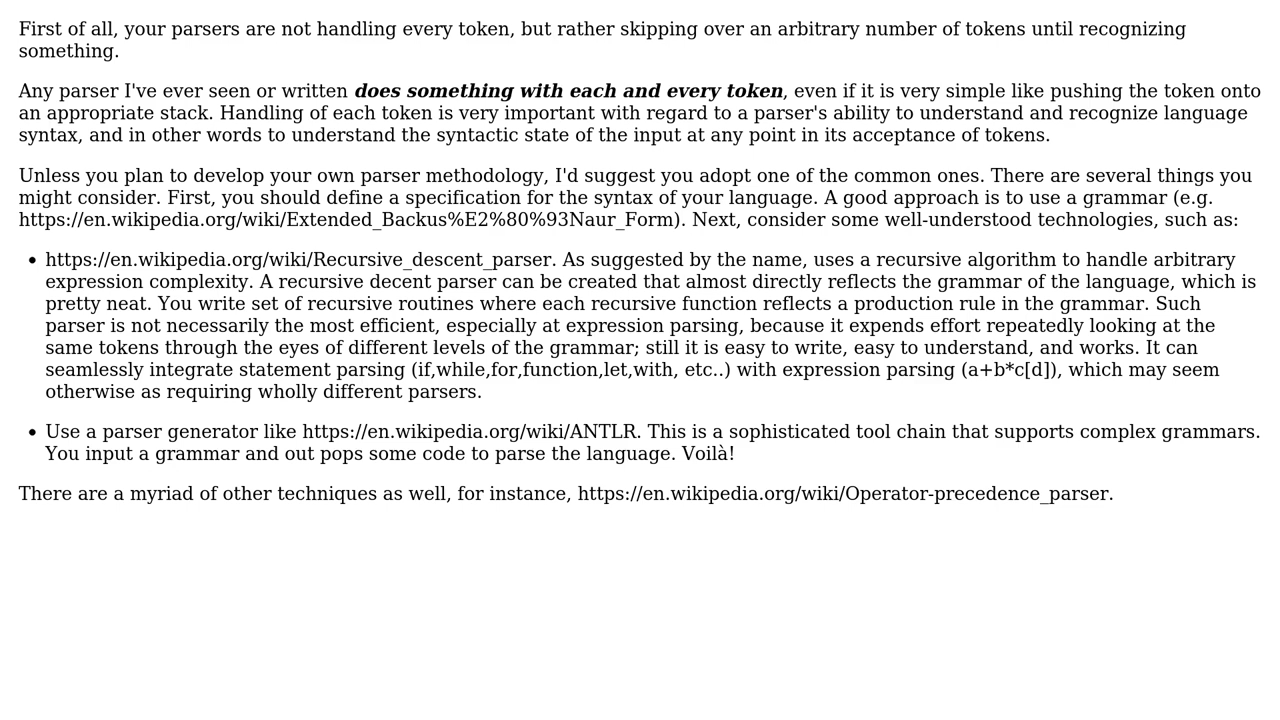 First of all, your parsers are not handling every token, but rather skipping over an arbitrary number of tokens until recognizing
something.
Any parser I've ever seen or written does something with each and every token, even if it is very simple like pushing the token onto
an appropriate stack. Handling of each token is very important with regard to a parser's ability to understand and recognize language
syntax, and in other words to understand the syntactic state of the input at any point in its acceptance of tokens.
Unless you plan to develop your own parser methodology, I'd suggest you adopt one of the common ones. There are several things you
might consider. First, you should define a specification for the syntax of your language. A good approach is to use a grammar (e.g.
https://en.wikipedia.org/wiki/Extended_Backus%E2%80%93Naur_Form). Next, consider some well-understood technologies, such as:
• https://en.wikipedia.org/wiki/Recursive_descent_parser. As suggested by the name, uses a recursive algorithm to handle arbitrary
expression complexity. A recursive decent parser can be created that almost directly reflects the grammar of the language, which is
pretty neat. You write set of recursive routines where each recursive function reflects a production rule in the grammar. Such
parser is not necessarily the most efficient, especially at expression parsing, because it expends effort repeatedly looking at the
same tokens through the eyes of different levels of the grammar; still it is easy to write, easy to understand, and works. It can
seamlessly integrate statement parsing (if,while,for,function,let,with, etc..) with expression parsing (a+b*c[d]), which may seem
otherwise as requiring wholly different parsers.
• Use a parser generator like https://en.wikipedia.org/wiki/ANTLR. This is a sophisticated tool chain that supports complex grammars.
You input a grammar and out pops some code to parse the language. Voilà!
There are a myriad of other techniques as well, for instance, https://en.wikipedia.org/wiki/Operator-precedence_parser.